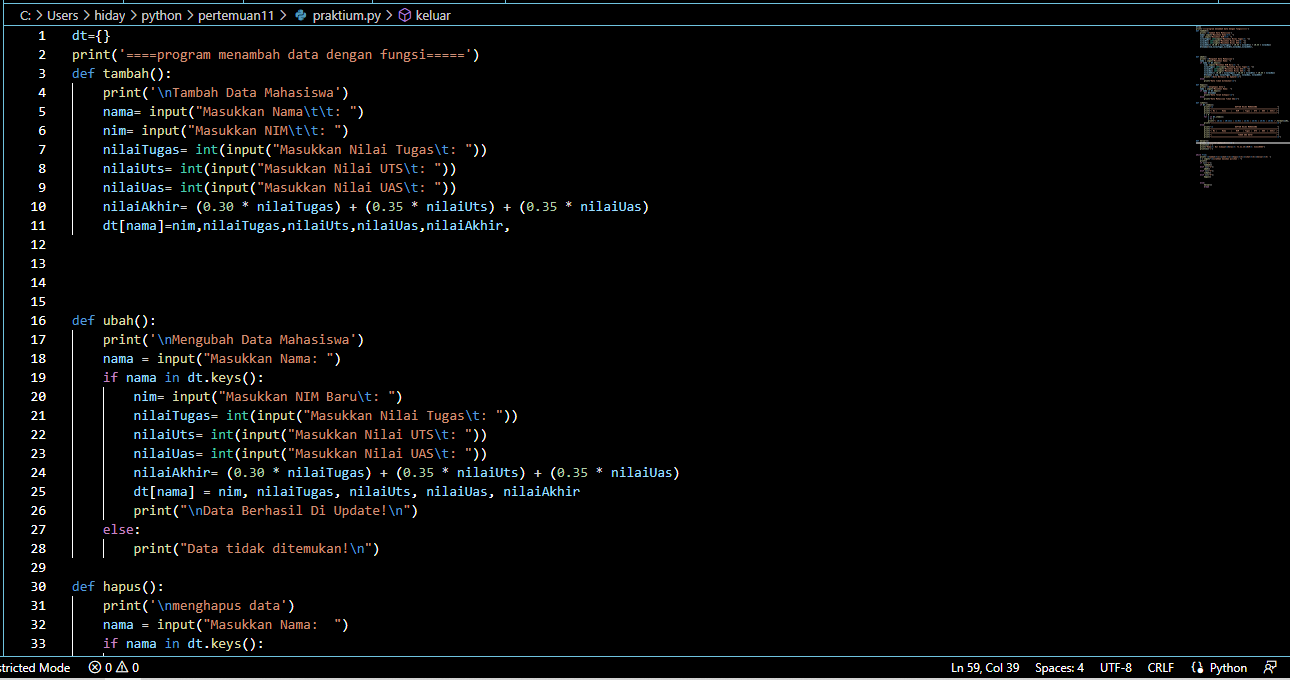 C: > Users > hiday > python > pertemuan11 > praktium.py > keluar
1 dt={}
2 print('====program menambah data dengan fungsi=====')
3 def tambah():
4     print('\nTambah Data Mahasiswa')
5     nama= input("Masukkan Nama\t\t: ")
6     nim= input("Masukkan NIM\t\t: ")
7     nilaiTugas= int(input("Masukkan Nilai Tugas\t: "))
8     nilaiUts= int(input("Masukkan Nilai UTS\t: "))
9     nilaiUas= int(input("Masukkan Nilai UAS\t: "))
10     nilaiAkhir= (0.30 * nilaiTugas) + (0.35 * nilaiUts) + (0.35 * nilaiUas)
11     dt[nama]=nim,nilaiTugas,nilaiUts,nilaiUas,nilaiAkhir,
12
13
14
15
16 def ubah():
17     print('\nMengubah Data Mahasiswa')
18     nama = input("Masukkan Nama: ")
19     if nama in dt.keys():
20         nim= input("Masukkan NIM Baru\t: ")
21         nilaiTugas= int(input("Masukkan Nilai Tugas\t: "))
22         nilaiUts= int(input("Masukkan Nilai UTS\t: "))
23         nilaiUas= int(input("Masukkan Nilai UAS\t: "))
24         nilaiAkhir= (0.30 * nilaiTugas) + (0.35 * nilaiUts) + (0.35 * nilaiUas)
25         dt[nama] = nim, nilaiTugas, nilaiUts, nilaiUas, nilaiAkhir
26         print("\nData Berhasil Di Update!\n")
27     else:
28         print("Data tidak ditemukan!\n")
29
30 def hapus():
31     print('\nmenghapus data')
32     nama = input("Masukkan Nama:  ")
33     if nama in dt.keys():
stricted Mode 0 0 Ln 59, Col 39 Spaces: 4 UTF-8 CRLF Python